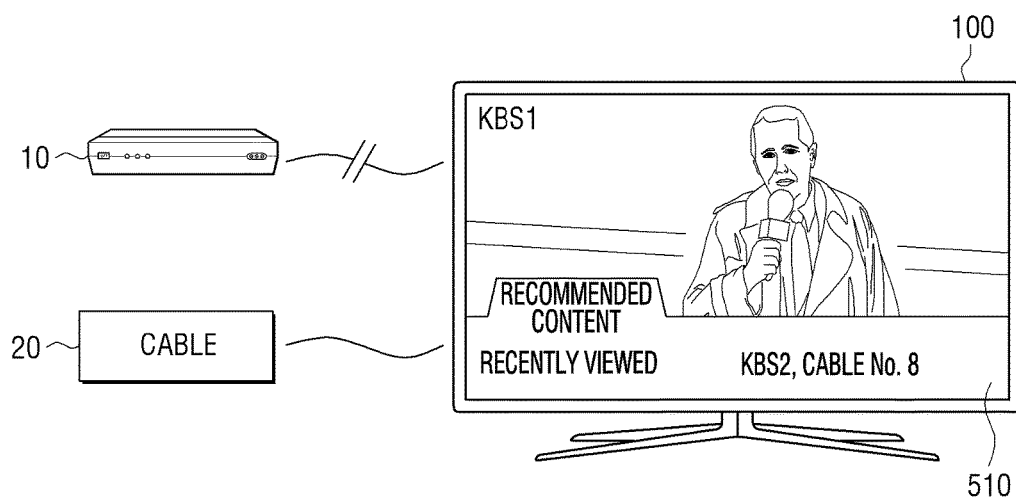 100
KBS1
10
RECOMMENDED
CONTENT
20
CABLE
RECENTLY VIEWED KBS2, CABLE No. 8
510